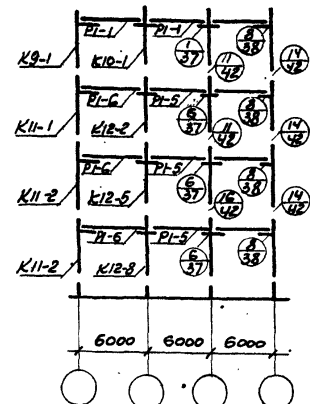 Р1-1 Р1-1
1/37 8/38 14/42
К9-1 К10-1 11/42
Р1-6 Р1-5
6/37 8/38 14/42
К11-1 К12-2 11/42
Р1-6 Р1-5
6/37 8/38 14/42
К11-2 К12-5 16/42
Р1-6 Р1-5
6/37 8/38
К11-2 К12-8
6000 6000 6000